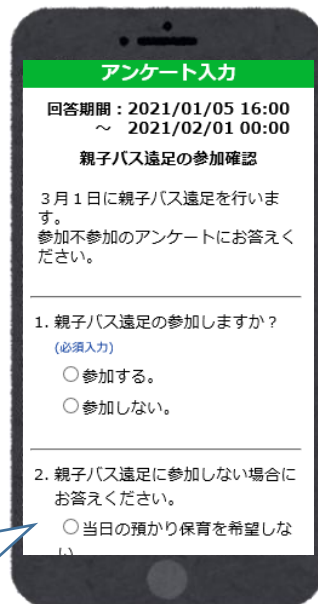 アンケート入力
回答期間：2021/01/05 16:00
～ 2021/02/01 00:00
親子バス遠足の参加確認
３月１日に親子バス遠足を行いま
す。
参加不参加のアンケートにお答えく
ださい。
1. 親子バス遠足の参加しますか？
(必須入力)
参加する。
参加しない。
2. 親子バス遠足に参加しない場合に
お答えください。
当日の預かり保育を希望しな